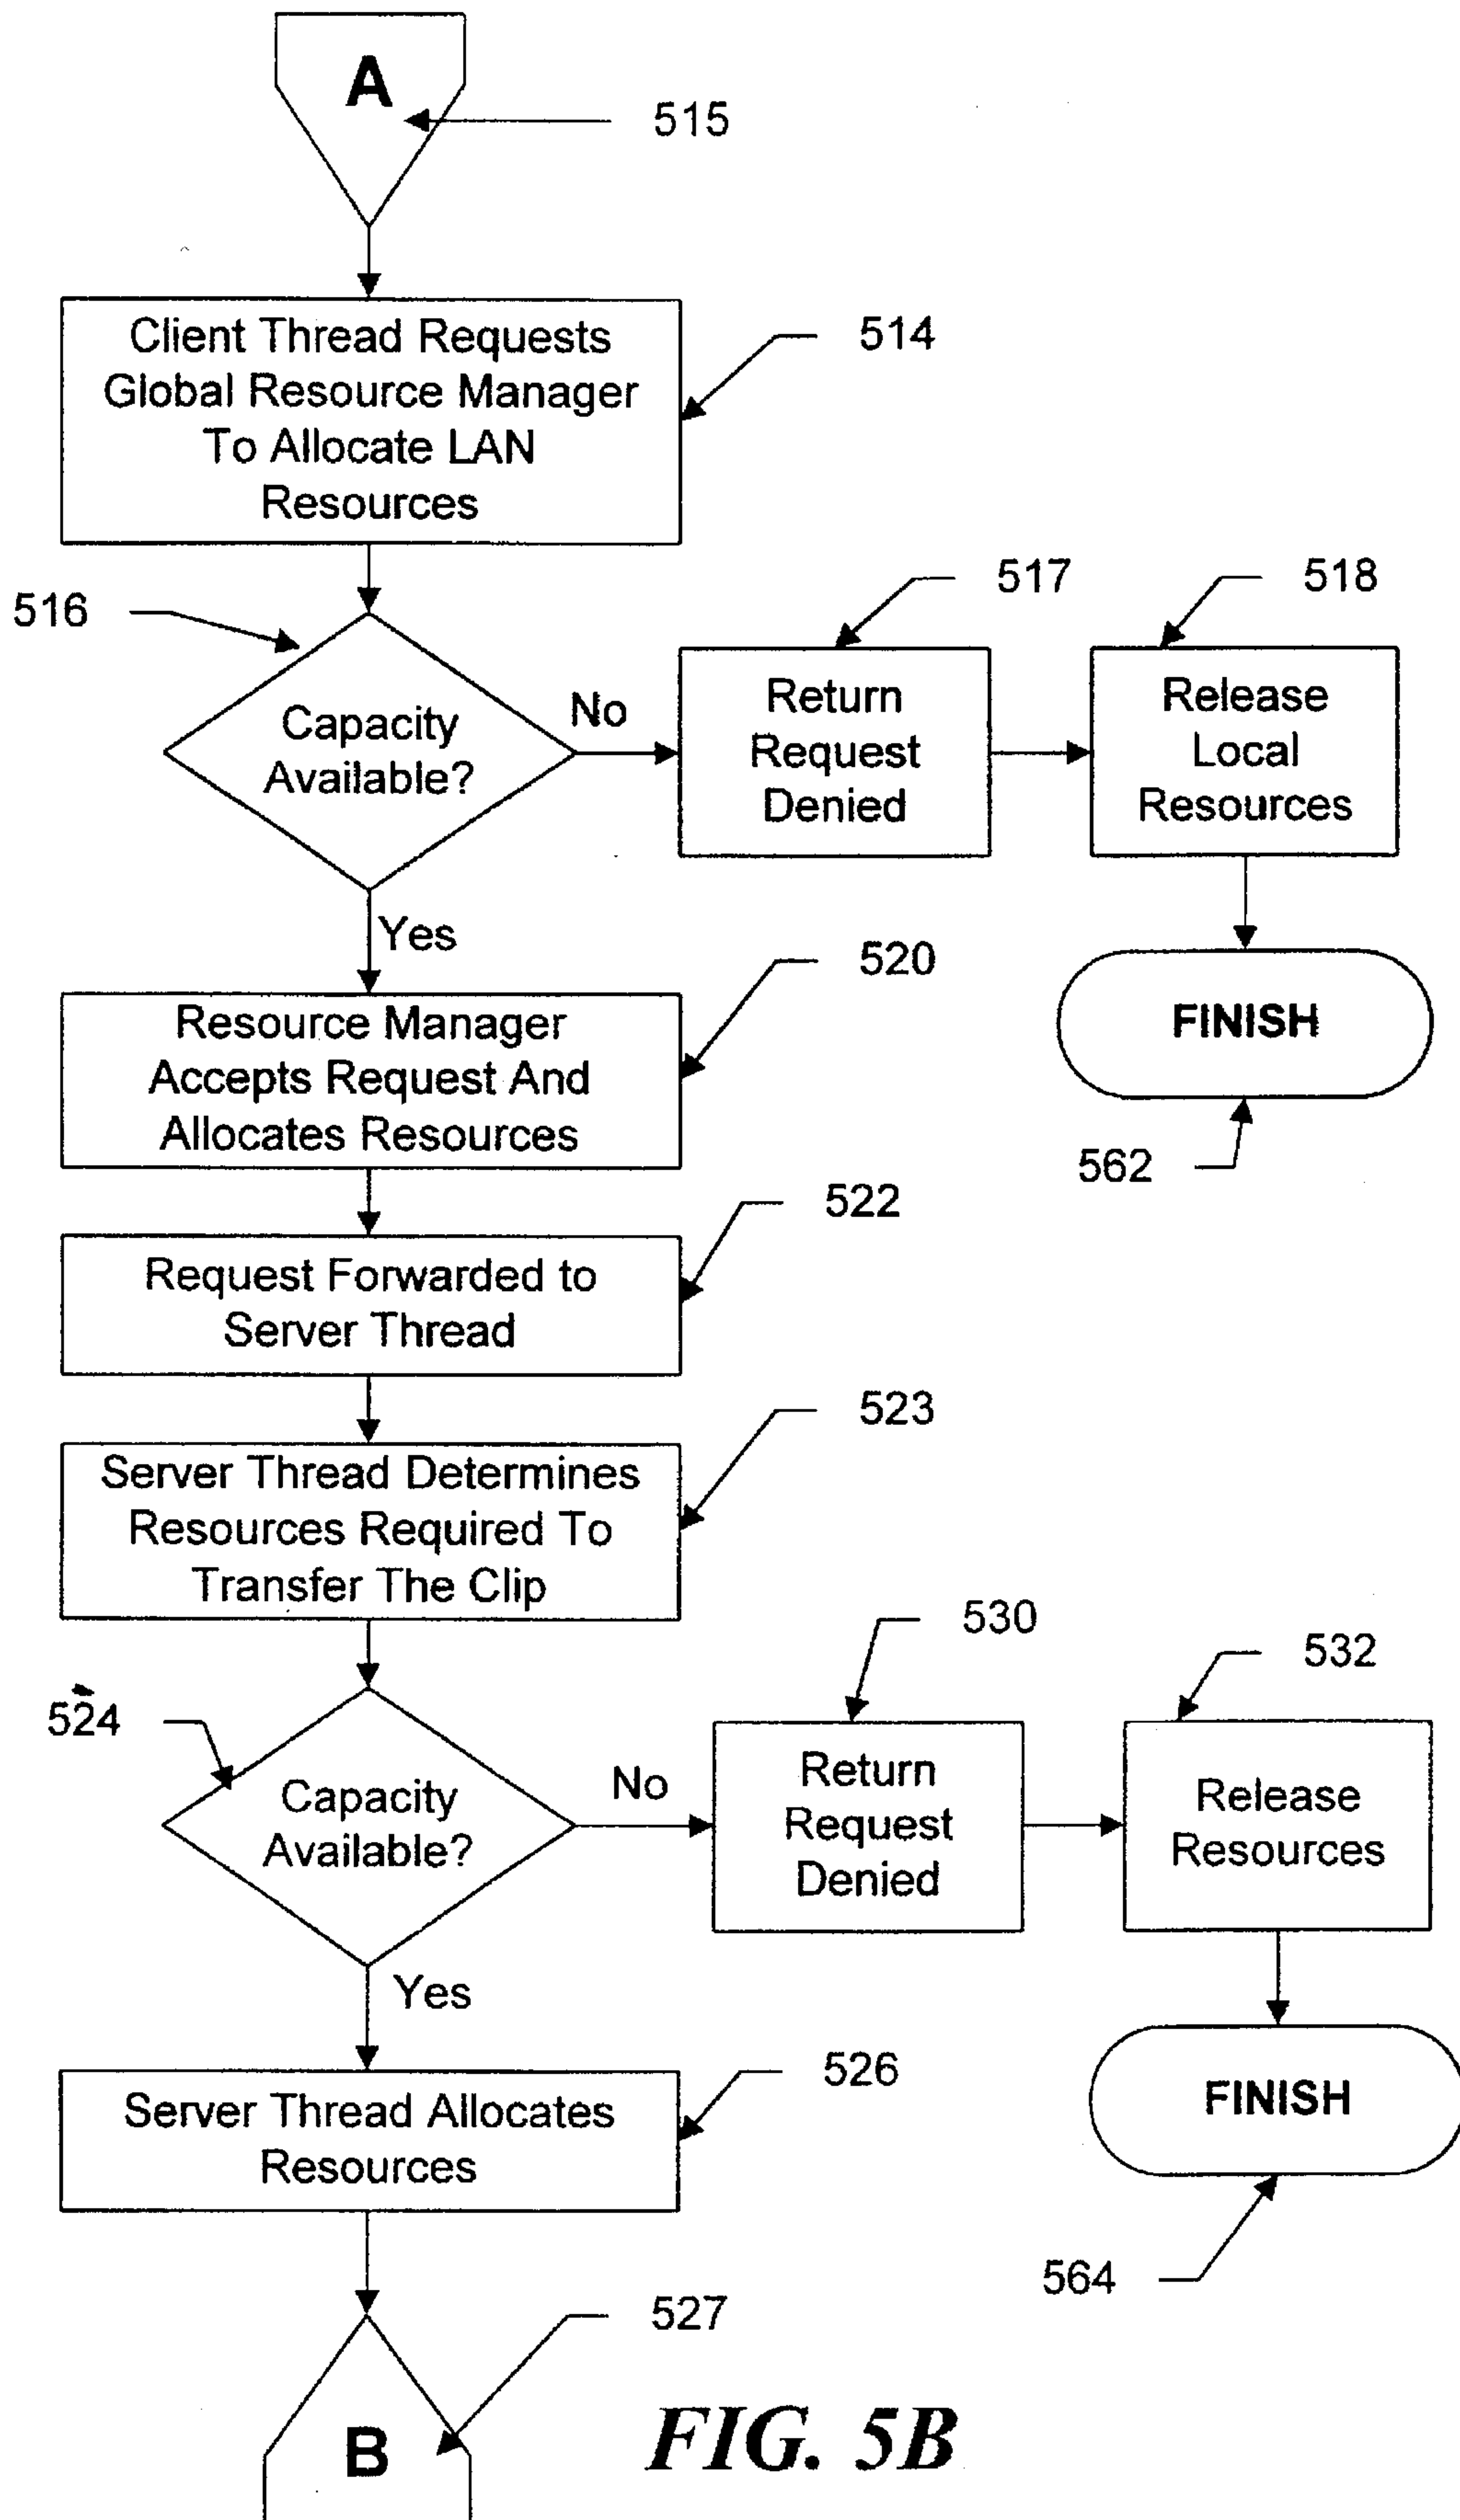 A
515
Client Thread Requests
Global Resource Manager
To Allocate LAN
Resources
514
516
Capacity
Available?
No
Return
Request
Denied
517
Release
Local
Resources
518
Yes
FINISH
562
Resource Manager
Accepts Request And
Allocates Resources
520
Request Forwarded to
Server Thread
522
Server Thread Determines
Resources Required To
Transfer The Clip
523
524
Capacity
Available?
No
Return
Request
Denied
530
Release
Resources
532
Yes
FINISH
564
Server Thread Allocates
Resources
526
B
527
FIG. 5B